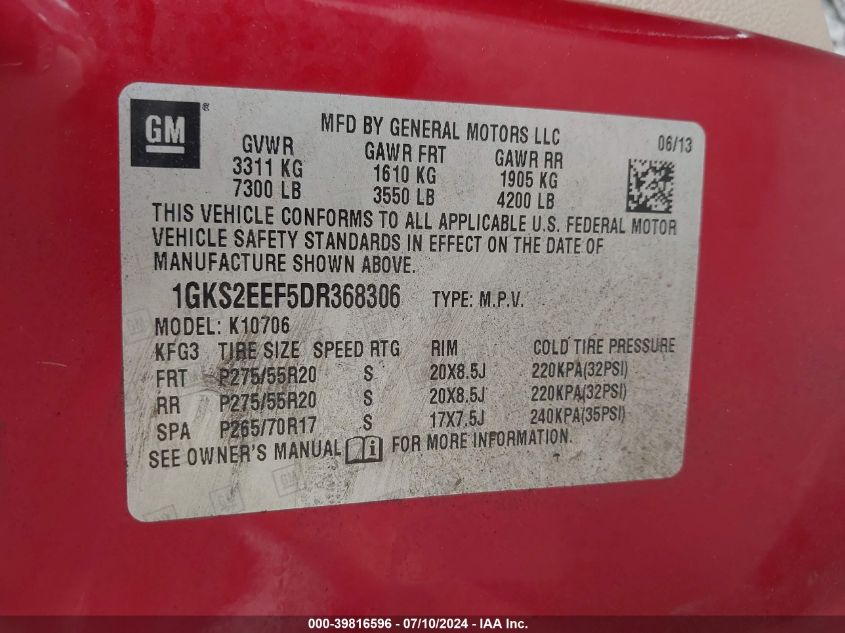 GM ®
MFD BY GENERAL MOTORS LLC 06/13
GVWR GAWR FRT GAWR RR
3311 KG 1610 KG 1905 KG
7300 LB 3550 LB 4200 LB
THIS VEHICLE CONFORMS TO ALL APPLICABLE U.S. FEDERAL MOTOR
VEHICLE SAFETY STANDARDS IN EFFECT ON THE DATE OF
MANUFACTURE SHOWN ABOVE.
1GKS2EEF5DR368306 TYPE: M.P.V.
MODEL: K10706
KFG3 TIRE SIZE SPEED RTG RIM COLD TIRE PRESSURE
FRT P275/55R20 S 20X8.5J 220KPA(32PSI)
RR P275/55R20 S 20X8.5J 220KPA(32PSI)
SPA P265/70R17 S 17X7.5J 240KPA(35PSI)
SEE OWNER'S MANUAL FOR MORE INFORMATION.
000-39816596 - 07/10/2024 - IAA Inc.